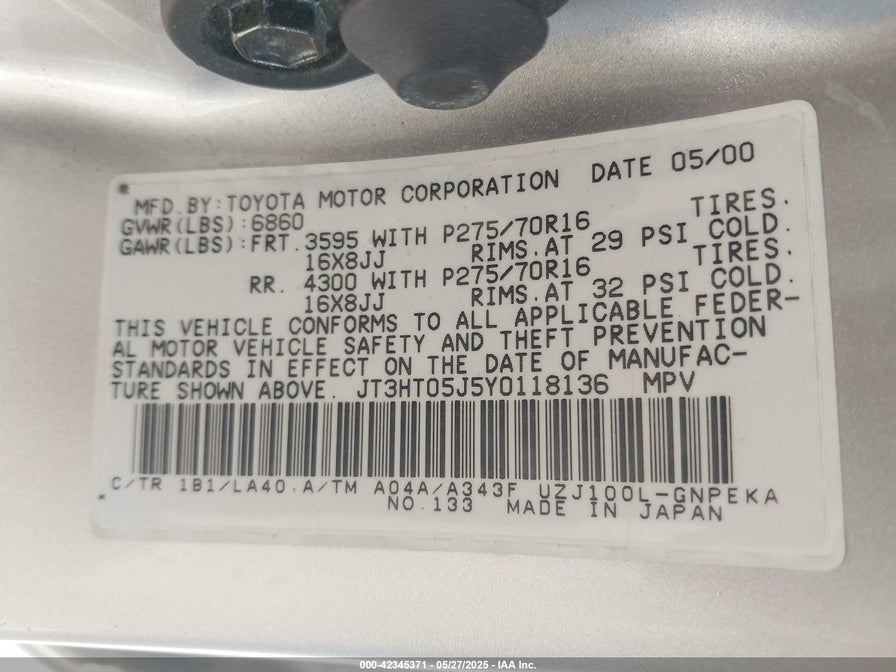 * MFD.BY:TOYOTA MOTOR CORPORATION DATE 05/00
GVWR(LBS):6860
GAWR(LBS):FRT.3595 WITH P275/70R16 TIRES.
16X8JJ RIMS.AT 29 PSI COLD.
RR. 4300 WITH P275/70R16 TIRES.
16X8JJ RIMS.AT 32 PSI COLD.
THIS VEHICLE CONFORMS TO ALL APPLICABLE FEDER-
AL MOTOR VEHICLE SAFETY AND THEFT PREVENTION
STANDARDS IN EFFECT ON THE DATE OF MANUFAC-
TURE SHOWN ABOVE. JT3HT05J5Y0118136 MPV
C/TR 1B1/LA40.A/TM A04A/A343F UZJ100L-GNPEKA
NO.133 MADE IN JAPAN
000-42345371 - 05/27/2025 - IAA Inc.